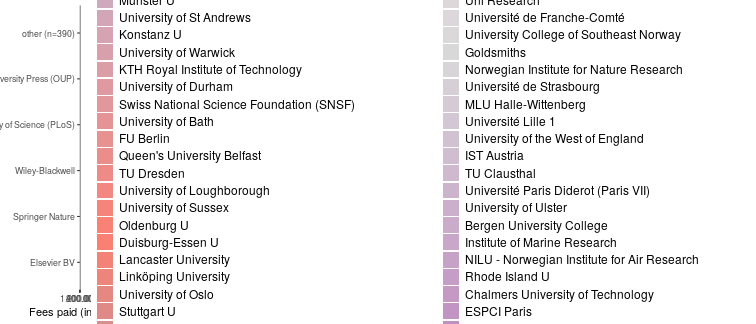 Munster U
University of St Andrews
Konstanz U
University of Warwick
KTH Royal Institute of Technology
University of Durham
Swiss National Science Foundation (SNSF)
University of Bath
FU Berlin
Queen's University Belfast
TU Dresden
University of Loughborough
University of Sussex
Oldenburg U
Duisburg-Essen U
Lancaster University
Linköping University
University of Oslo
Stuttgart U
Uni Research
Université de Franche-Comté
University College of Southeast Norway
Goldsmiths
Norwegian Institute for Nature Research
Université de Strasbourg
MLU Halle-Wittenberg
Université Lille 1
University of the West of England
IST Austria
TU Clausthal
Université Paris Diderot (Paris VII)
University of Ulster
Bergen University College
Institute of Marine Research
NILU - Norwegian Institute for Air Research
Rhode Island U
Chalmers University of Technology
ESPCI Paris
other (n=390)
versity Press (OUP)
y of Science (PLoS)
Wiley-Blackwell
Springer Nature
Elsevier BV
Fees paid (in